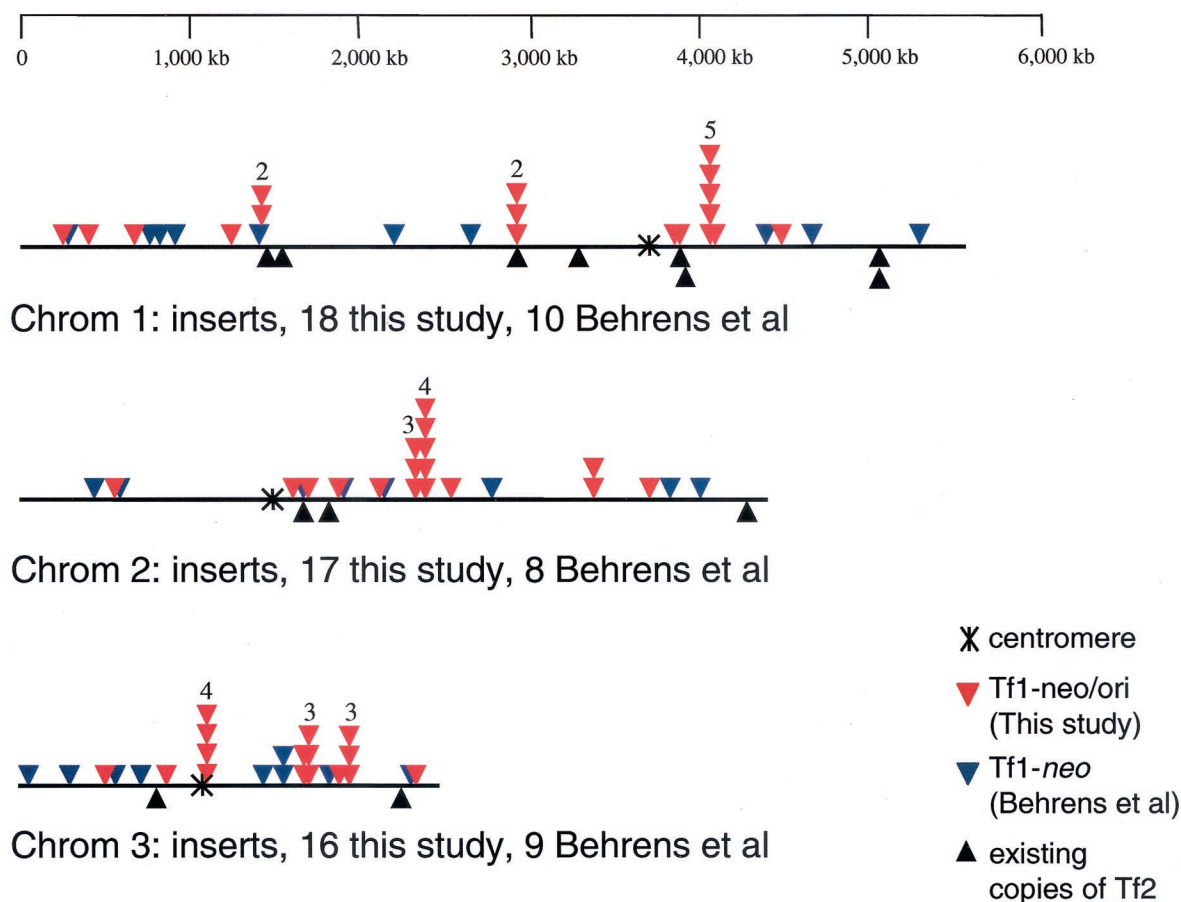 0 1,000 kb 2,000 kb 3,000 kb 4,000 kb 5,000 kb 6,000 kb
2 2 5
Chrom 1: inserts, 18 this study, 10 Behrens et al
4
3
Chrom 2: inserts, 17 this study, 8 Behrens et al
4 3 3
Chrom 3: inserts, 16 this study, 9 Behrens et al
centromere
Tf1-neo/ori
(This study)
Tf1-neo
(Behrens et al)
existing
copies of Tf2